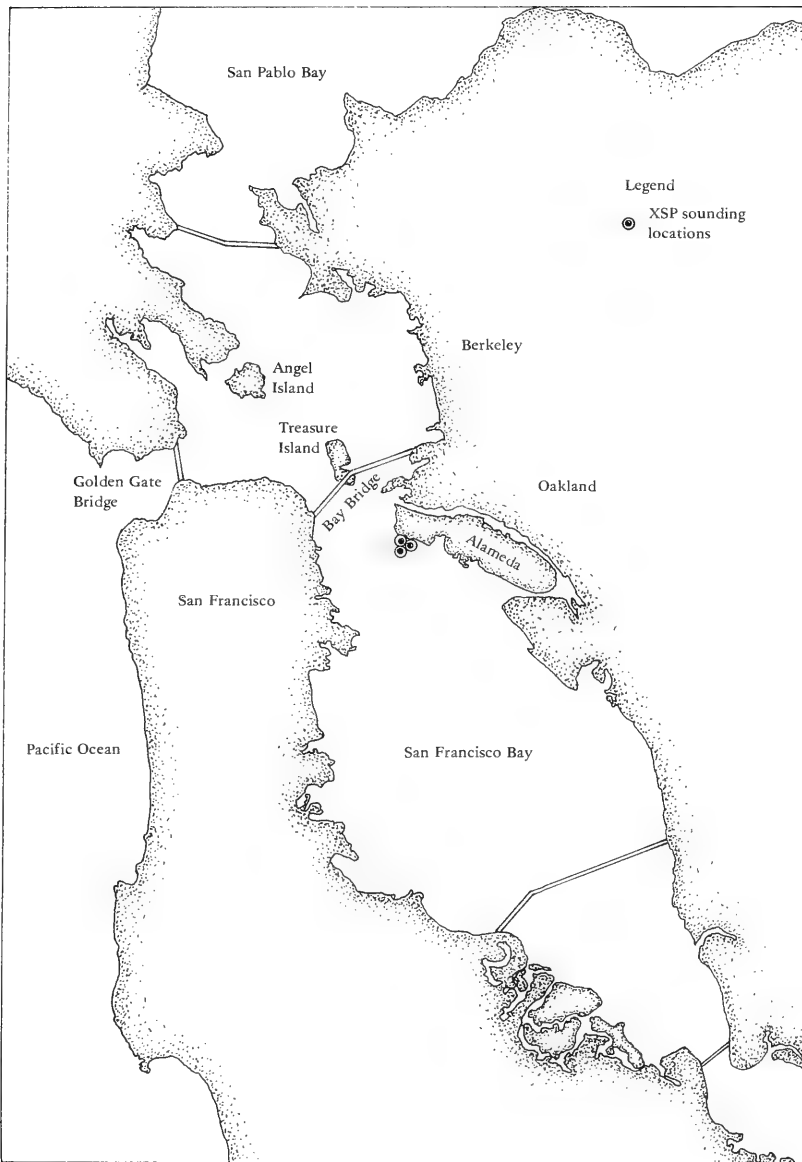 San Pablo Bay
Legend
XSP sounding
locations
Berkeley
Angel
Island
Treasure
Island
Golden Gate
Bridge
Bay Bridge
Oakland
Alameda
San Francisco
Pacific Ocean
San Francisco Bay